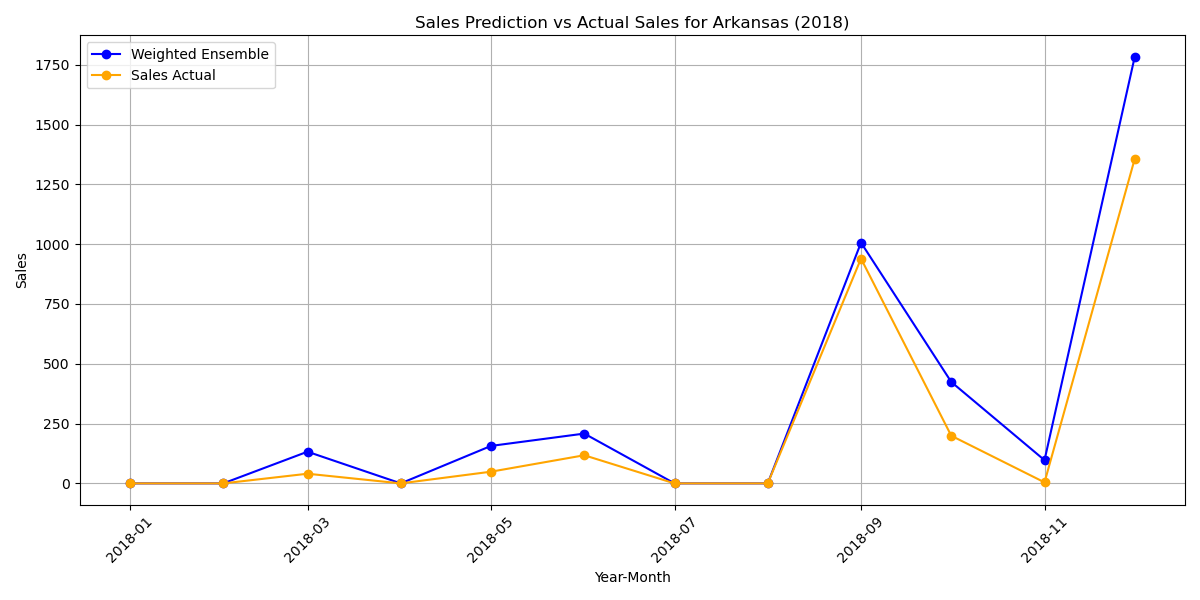 Sales Prediction vs Actual Sales for Arkansas (2018)
Weighted Ensemble
Sales Actual
1750
1500
1250
1000
750
500
250
0
Sales
2018-01
2018-03
2018-05
2018-07
2018-09
2018-11
Year-Month